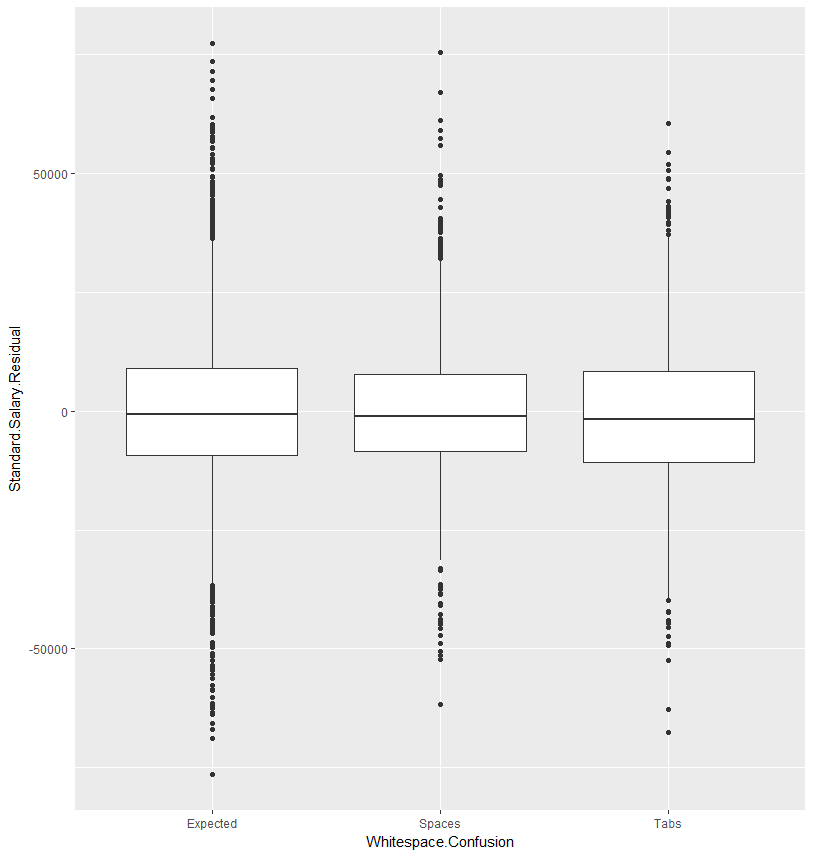 Standard.Salary.Residual
50000
0
-50000
Expected Spaces Tabs
Whitespace.Confusion